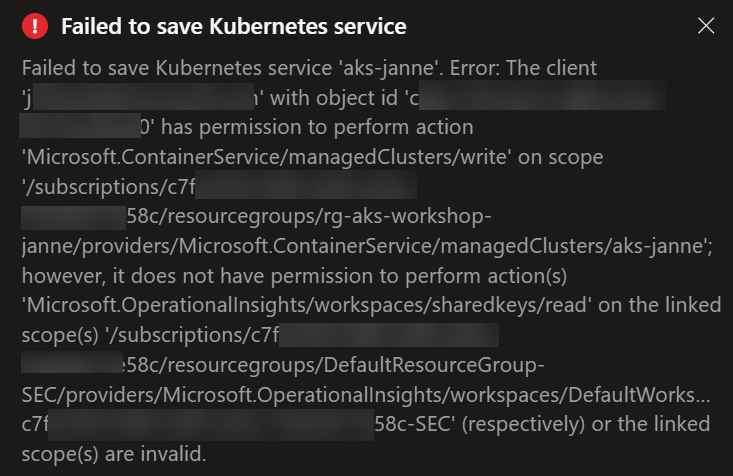 Failed to save Kubernetes service
Failed to save Kubernetes service 'aks-janne'. Error: The client
'j ' with object id 'c
0' has permission to perform action
'Microsoft.ContainerService/managedClusters/write' on scope
'/subscriptions/c7f
58c/resourcegroups/rg-aks-workshop-
janne/providers/Microsoft.ContainerService/managedClusters/aks-janne';
however, it does not have permission to perform action(s)
'Microsoft.OperationalInsights/workspaces/sharedkeys/read' on the linked
scope(s) '/subscriptions/c7f
58c/resourcegroups/DefaultResourceGroup-
SEC/providers/Microsoft.OperationalInsights/workspaces/DefaultWorks...
c7f 58c-SEC' (respectively) or the linked
scope(s) are invalid.